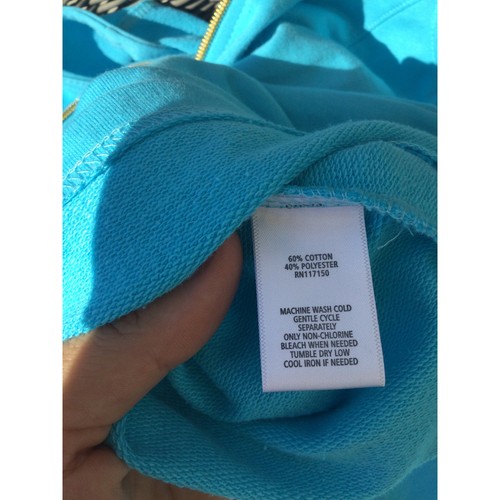 60% COTTON
40% POLYESTER
RN117150
MACHINE WASH COLD
GENTLE CYCLE
SEPARATELY
ONLY NON-CHLORINE
BLEACH WHEN NEEDED
TUMBLE DRY LOW
COOL IRON IF NEEDED